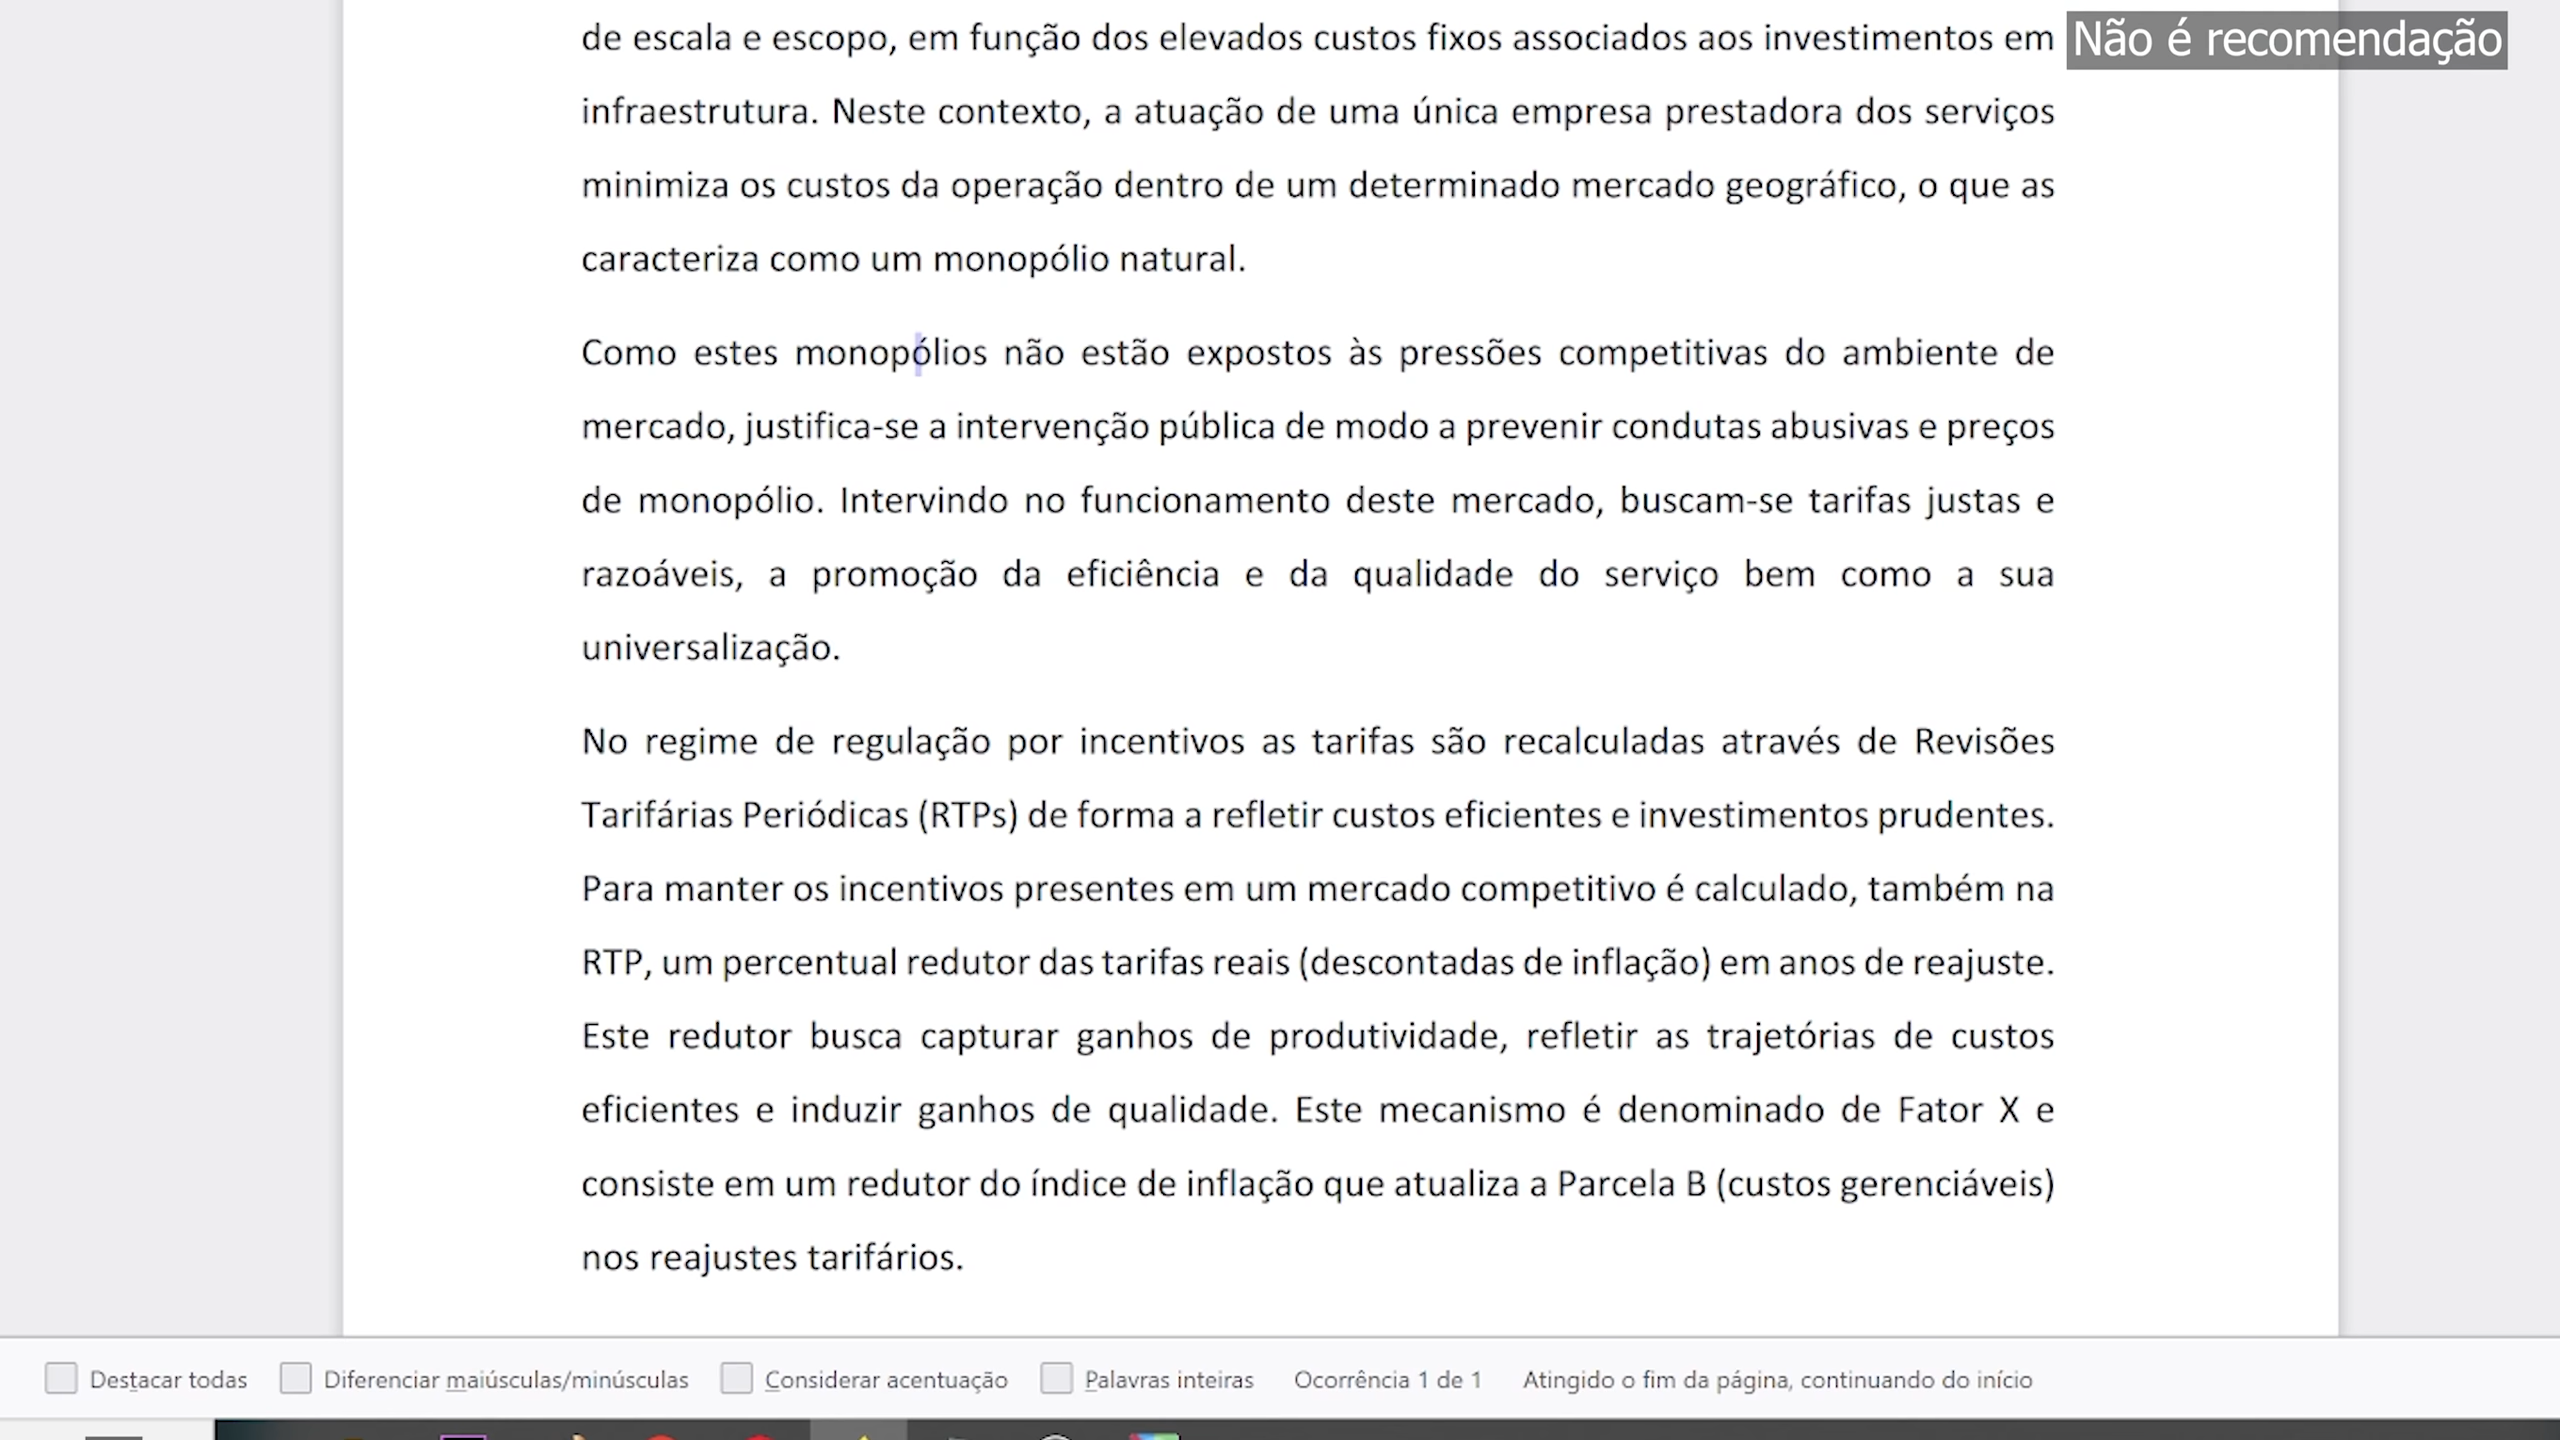 de escala e escopo, em função dos elevados custos fixos associados aos investimentos em
Não é recomendação
infraestrutura. Neste contexto, a atuação de uma única empresa prestadora dos serviços
minimiza os custos da operação dentro de um determinado mercado geográfico, o que as
caracteriza como um monopólio natural.
Como estes monopólios não estão expostos às pressões competitivas do ambiente de
mercado, justifica-se a intervenção pública de modo a prevenir condutas abusivas e preços
de monopólio. Intervindo no funcionamento deste mercado, buscam-se tarifas justas e
razoáveis, a promoção da eficiência e da qualidade do serviço bem como a sua
universalização.
No regime de regulação por incentivos as tarifas são recalculadas através de Revisões
Tarifárias Periódicas (RTPs) de forma a refletir custos eficientes e investimentos prudentes.
Para manter os incentivos presentes em um mercado competitivo é calculado, também na
RTP, um percentual redutor das tarifas reais (descontadas de inflação) em anos de reajuste.
Este redutor busca capturar ganhos de produtividade, refletir as trajetórias de custos
eficientes e induzir ganhos de qualidade. Este mecanismo é denominado de Fator X e
consiste em um redutor do índice de inflação que atualiza a Parcela B (custos gerenciáveis)
nos reajustes tarifários.
Destacar todas Diferenciar maiúsculas/minúsculas Considerar acentuação Palavras inteiras Ocorrência 1 de 1 Atingido o fim da página, continuando do início